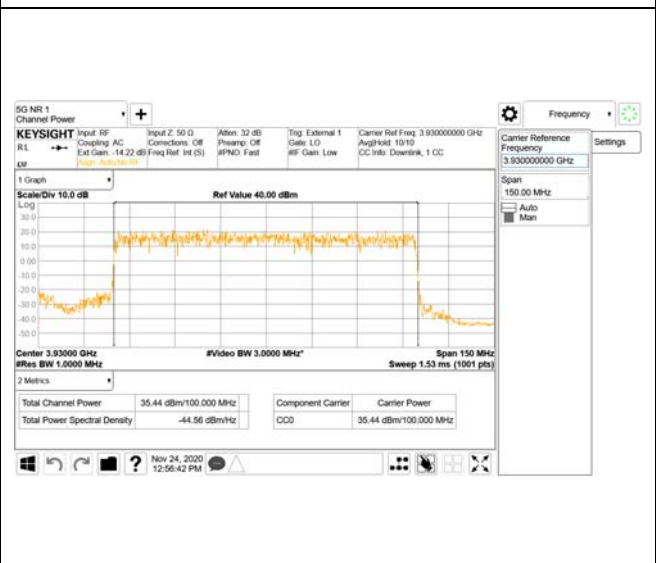 5G NR 1
Channel Power
Frequency
KEYSIGHT Input: RF Input Z: 50 Ω Atten: 32 dB Trig: External 1 Carrier Ref Freq: 3.930000000 GHz
RL Coupling: AC Corrections: Off Preamp: Off Gate: LO Avg|Hold: 10/10
Ext Gain: -14.22 dB Freq Ref: Int (S) #PNO: Fast #IF Gain: Low CC Info: Downlink, 1 CC
Align: Auto/No RF
Carrier Reference
Frequency
3.930000000 GHz
Settings
Span
150.00 MHz
Auto
Man
1 Graph
Scale/Div 10.0 dB Ref Value 40.00 dBm
Log
30.0
20.0
10.0
0.00
-10.0
-20.0
-30.0
-40.0
-50.0
Center 3.93000 GHz #Video BW 3.0000 MHz* Span 150 MHz
#Res BW 1.0000 MHz Sweep 1.53 ms (1001 pts)
2 Metrics
Total Channel Power 35.44 dBm/100.000 MHz Component Carrier Carrier Power
Total Power Spectral Density -44.56 dBm/Hz CC0 35.44 dBm/100.000 MHz
? Nov 24, 2020
12:56:42 PM